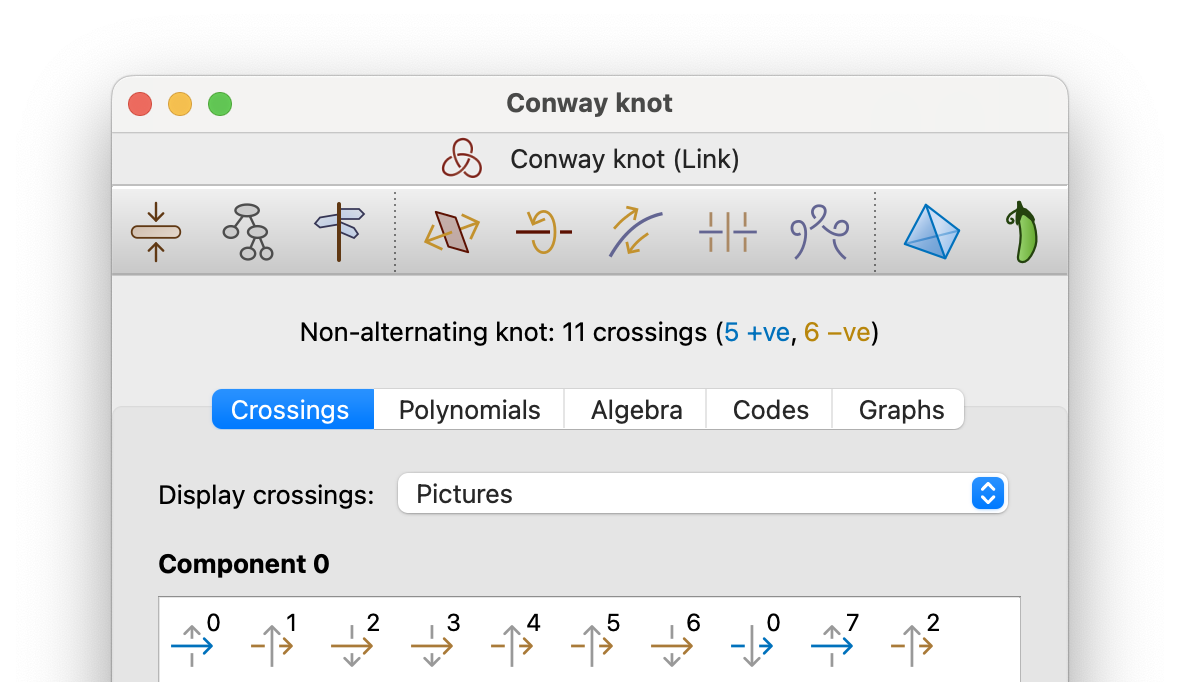 Conway knot
Conway knot (Link)
Non-alternating knot: 11 crossings (5 +ve, 6 –ve)
Crossings Polynomials Algebra Codes Graphs
Display crossings: Pictures
Component 0
0 1 2 3 4 5 6 0 7 2